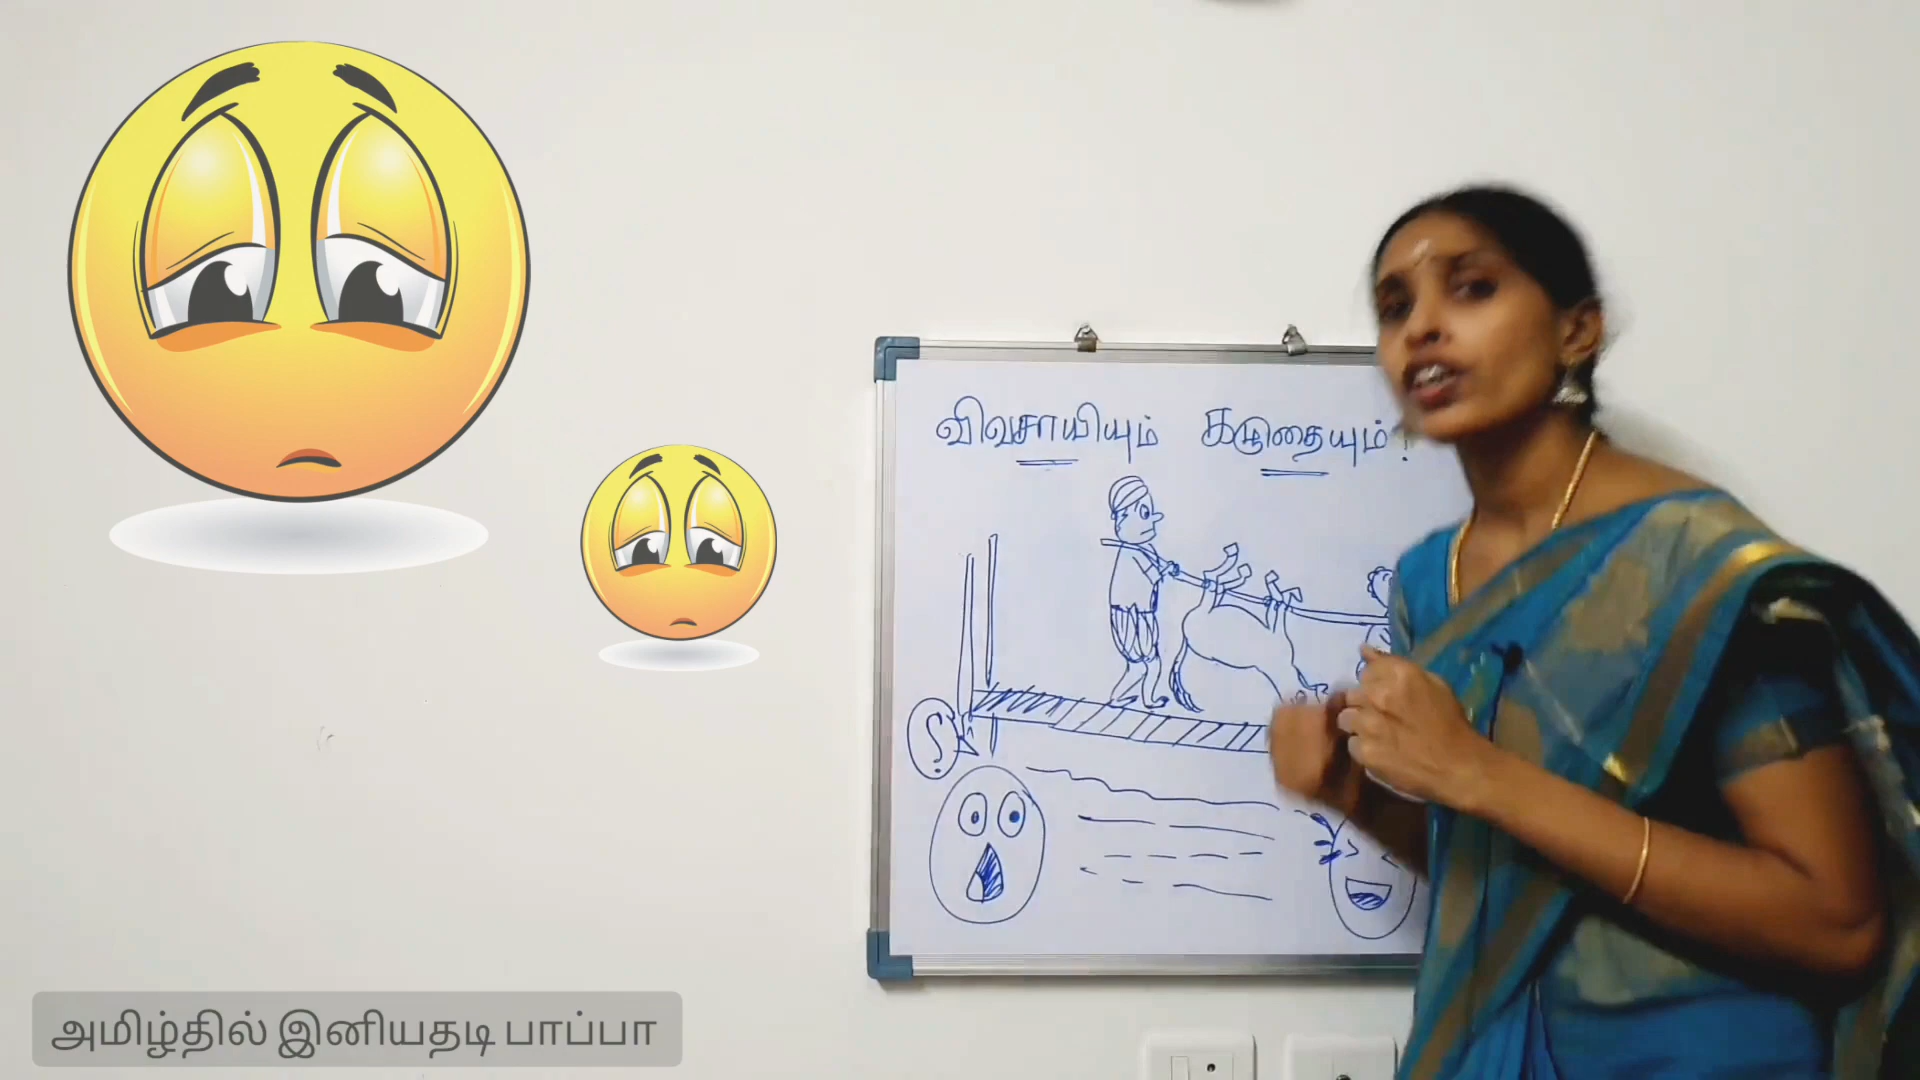 விவசாயியும் கழுதையும் !
?
அமிழ்தில் இனியதடி பாப்பா